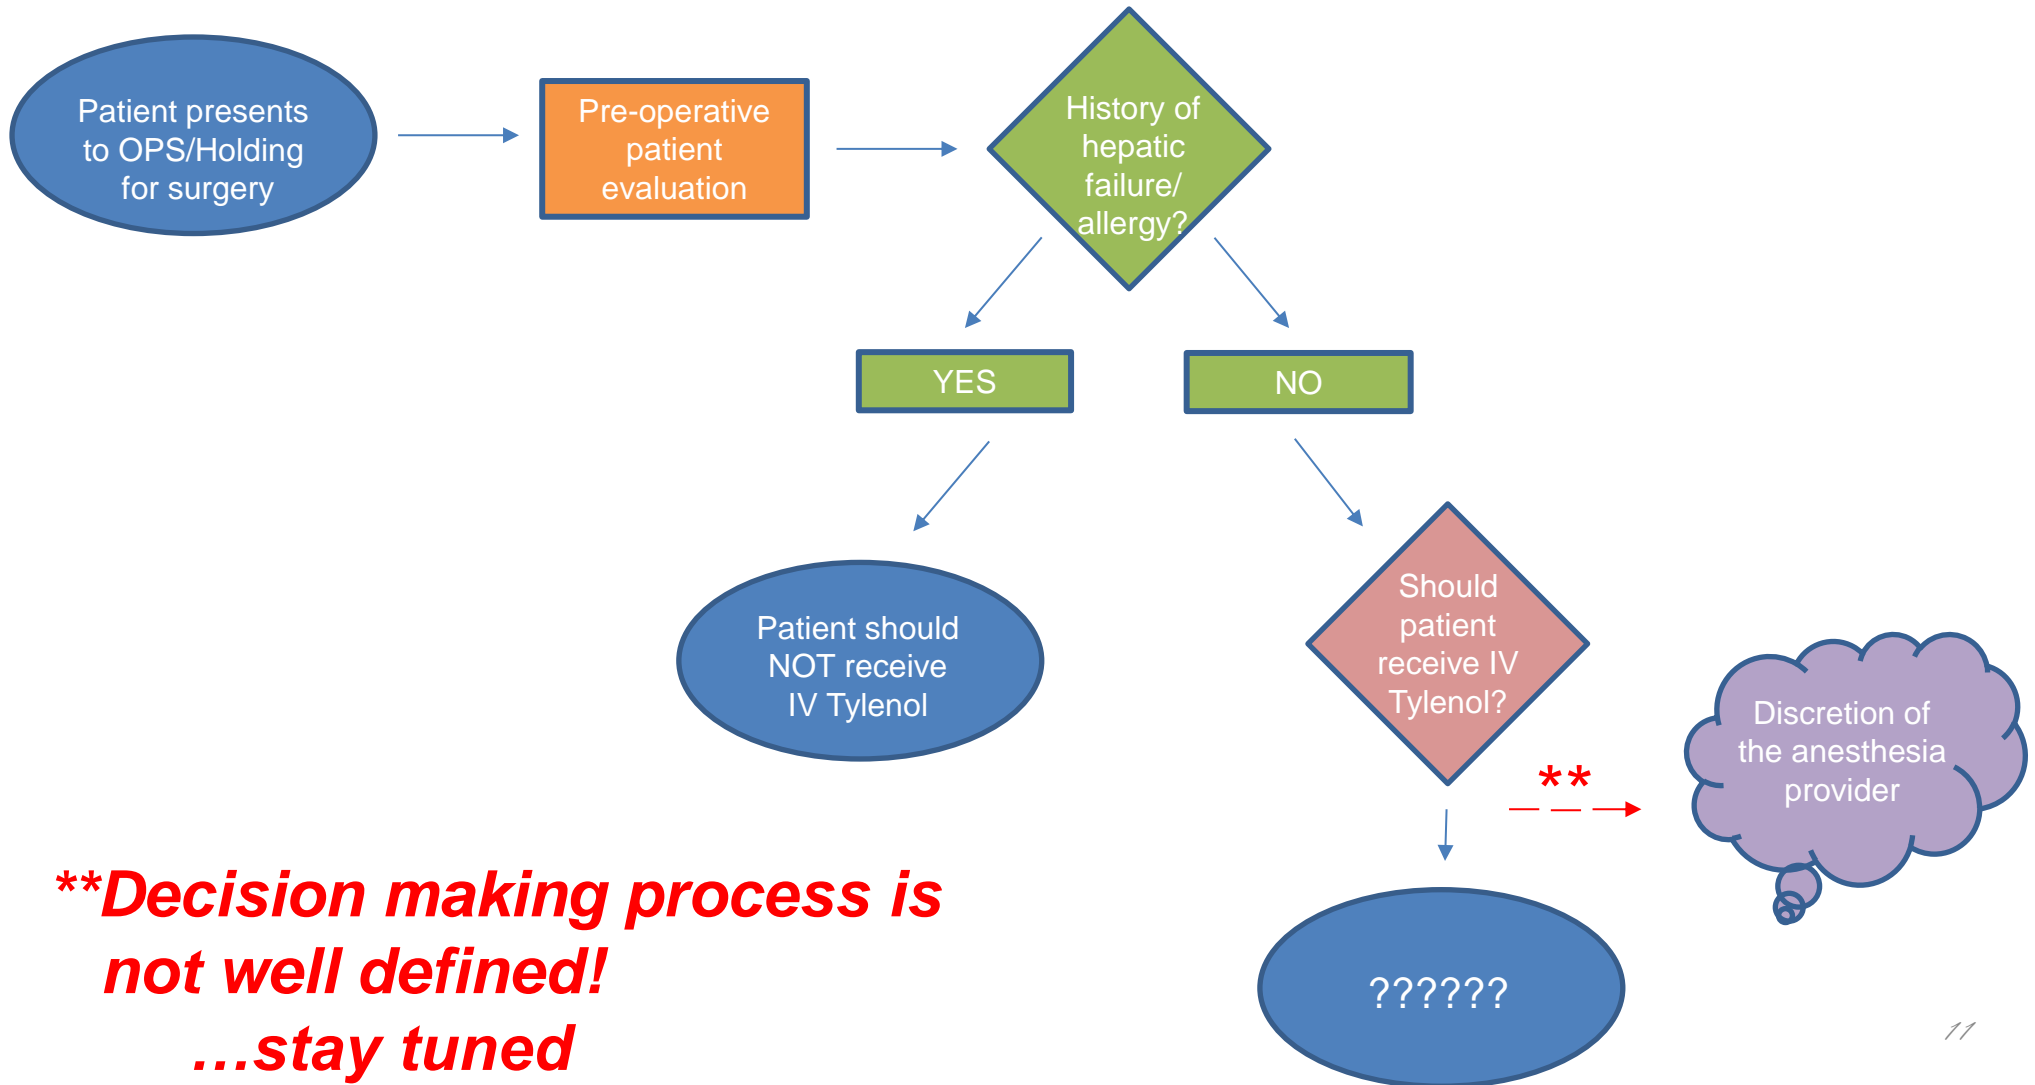 Patient presents
to OPS/Holding
for surgery
Pre-operative
patient
evaluation
History of
hepatic
failure/
allergy?
YES
NO
Patient should
NOT receive
IV Tylenol
Should
patient
receive IV
Tylenol?
**
Discretion of
the anesthesia
provider
??????
**Decision making process is
not well defined!
…stay tuned
11